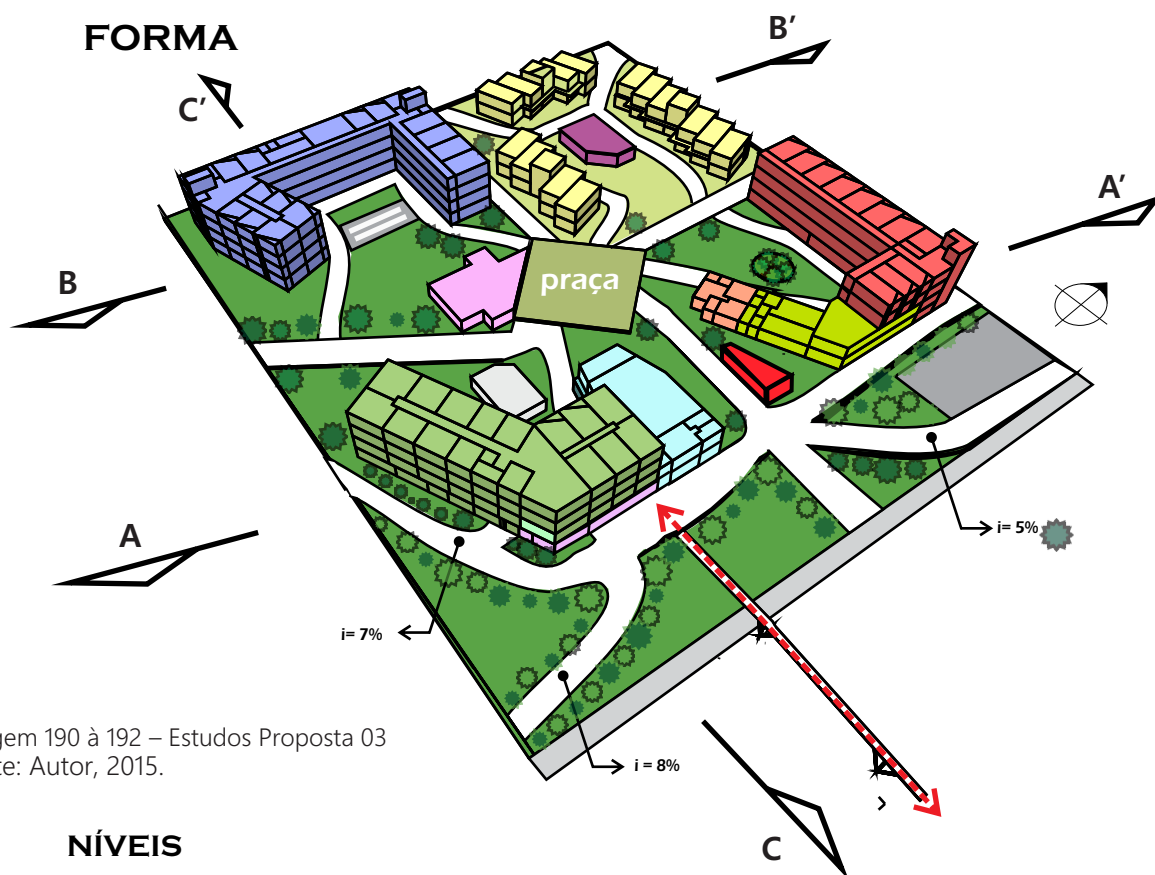 FORMA
B'
C'
A'
B
praça
A
i= 5%
i= 7%
gem 190 à 192 – Estudos Proposta 03
te: Autor, 2015.
i= 8%
C
NÍVEIS